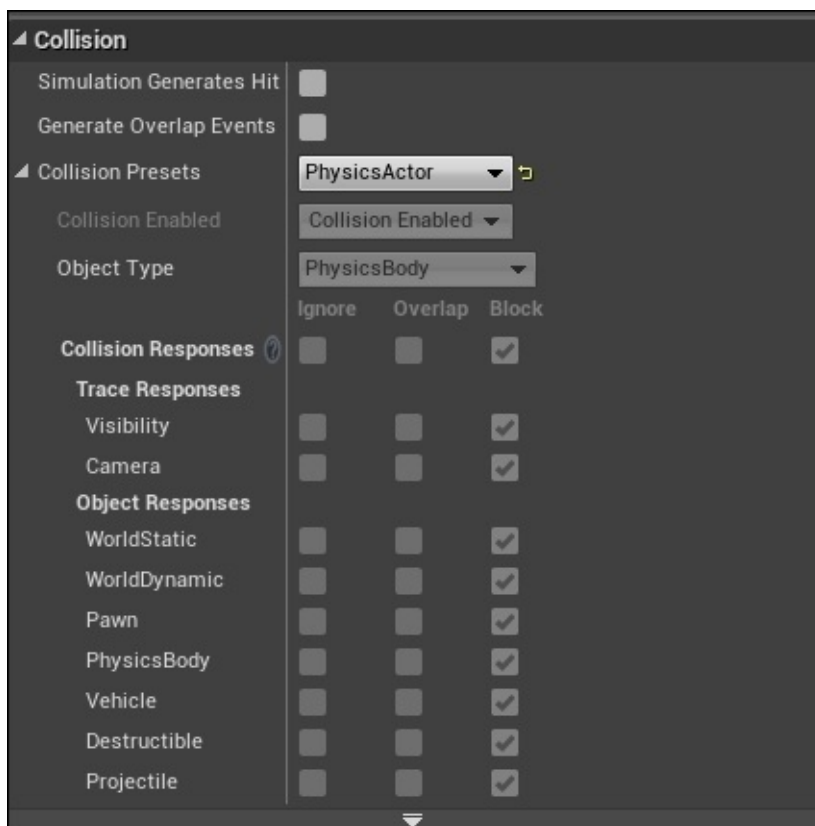 Collision
Simulation Generates Hit
Generate Overlap Events
Collision Presets PhysicsActor
Collision Enabled Collision Enabled
Object Type PhysicsBody
Ignore Overlap Block
Collision Responses ?
Trace Responses
Visibility
Camera
Object Responses
WorldStatic
WorldDynamic
Pawn
PhysicsBody
Vehicle
Destructible
Projectile